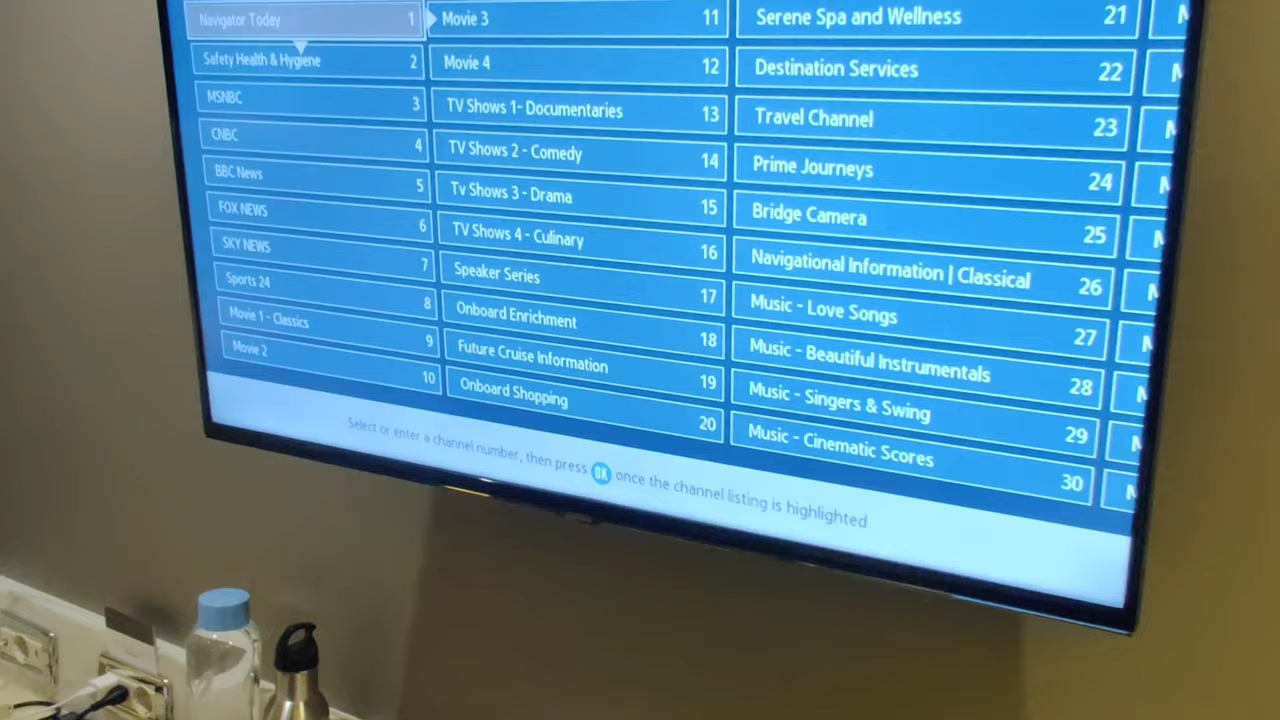 Navigator Today 1
Safety Health & Hygiene 2
MSNBC 3
CNBC 4
BBC News 5
FOX NEWS 6
SKY NEWS 7
Sports 24 8
Movie 1 - Classics 9
Movie 2 10
Movie 3 11
Movie 4 12
TV Shows 1- Documentaries 13
TV Shows 2 - Comedy 14
Tv Shows 3 - Drama 15
TV Shows 4 - Culinary 16
Speaker Series 17
Onboard Enrichment 18
Future Cruise Information 19
Onboard Shopping 20
Serene Spa and Wellness 21
Destination Services 22
Travel Channel 23
Prime Journeys 24
Bridge Camera 25
Navigational Information | Classical 26
Music - Love Songs 27
Music - Beautiful Instrumentals 28
Music - Singers & Swing 29
Music - Cinematic Scores 30
Select or enter a channel number, then press OK once the channel listing is highlighted